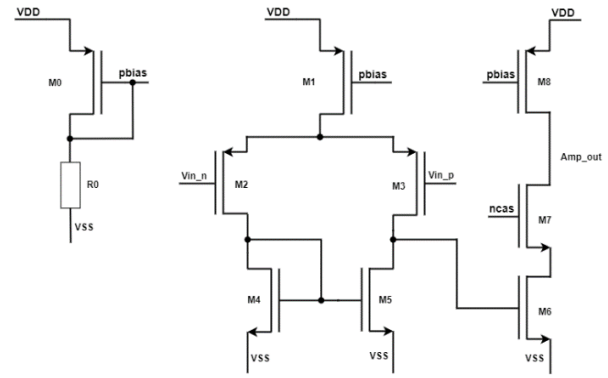 VDD
VDD
VDD
M0
pbias
M1
pbias
pbias
M8
Vin_n
M2
M3
Vin_p
Amp_out
R0
ncas
M7
VSS
M4
M5
M6
VSS
VSS
VSS